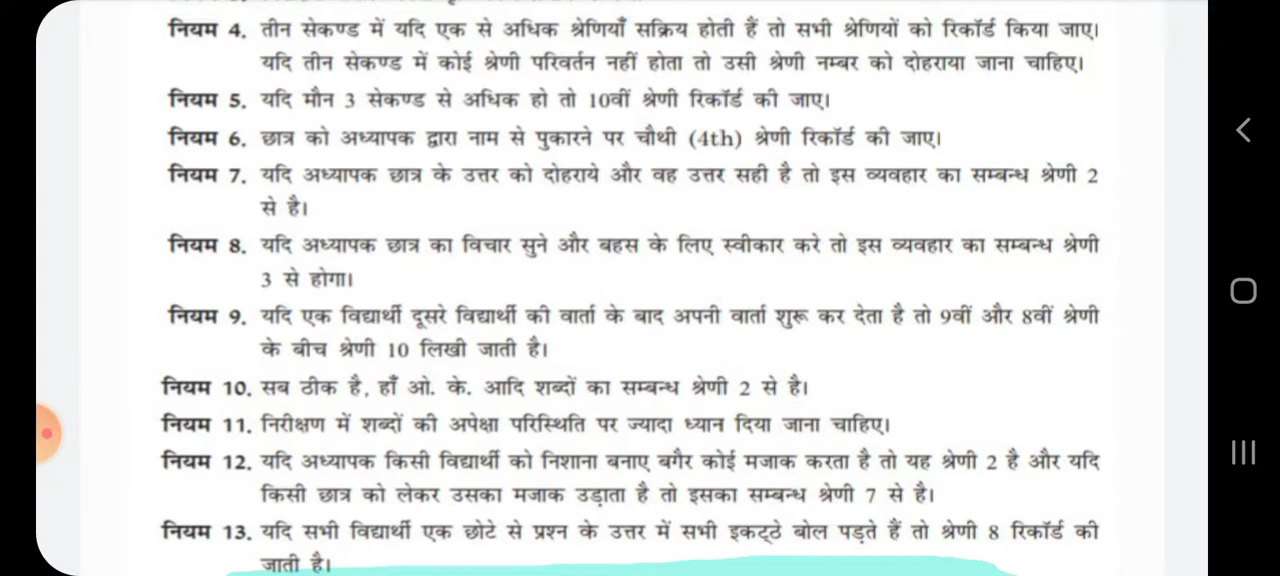 नियम 4. तीन सेकण्ड में यदि एक से अधिक श्रेणियाँ सक्रिय होती हैं तो सभी श्रेणियों को रिकॉर्ड किया जाए।
यदि तीन सेकण्ड में कोई श्रेणी परिवर्तन नहीं होता तो उसी श्रेणी नम्बर को दोहराया जाना चाहिए।
नियम 5. यदि मौन 3 सेकण्ड से अधिक हो तो 10वीं श्रेणी रिकॉर्ड की जाए।
नियम 6. छात्र को अध्यापक द्वारा नाम से पुकारने पर चौथी (4th) श्रेणी रिकॉर्ड की जाए।
नियम 7. यदि अध्यापक छात्र के उत्तर को दोहराये और वह उत्तर सही है तो इस व्यवहार का सम्बन्ध श्रेणी 2
से है।
नियम 8. यदि अध्यापक छात्र का विचार सुने और बहस के लिए स्वीकार करे तो इस व्यवहार का सम्बन्ध श्रेणी
3 से होगा।
नियम 9. यदि एक विद्यार्थी दूसरे विद्यार्थी की वार्ता के बाद अपनी वार्ता शुरू कर देता है तो 9वीं और 8वीं श्रेणी
के बीच श्रेणी 10 लिखी जाती है।
नियम 10. सब ठीक है, हाँ ओ. के. आदि शब्दों का सम्बन्ध श्रेणी 2 से है।
नियम 11. निरीक्षण में शब्दों की अपेक्षा परिस्थिति पर ज्यादा ध्यान दिया जाना चाहिए।
नियम 12. यदि अध्यापक किसी विद्यार्थी को निशाना बनाए बगैर कोई मजाक करता है तो यह श्रेणी 2 है और यदि
किसी छात्र को लेकर उसका मजाक उड़ाता है तो इसका सम्बन्ध श्रेणी 7 से है।
नियम 13. यदि सभी विद्यार्थी एक छोटे से प्रश्न के उत्तर में सभी इकट्ठे बोल पड़ते हैं तो श्रेणी 8 रिकॉर्ड की
जाती है।